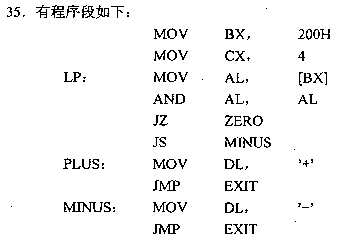 35. 有程序段如下:
MOV BX, 200H
MOV CX, 4
LP: MOV AL, [BX]
AND AL, AL
JZ ZERO
JS MINUS
PLUS: MOV DL, '+'
JMP EXIT
MINUS: MOV DL, '-'
JMP EXIT